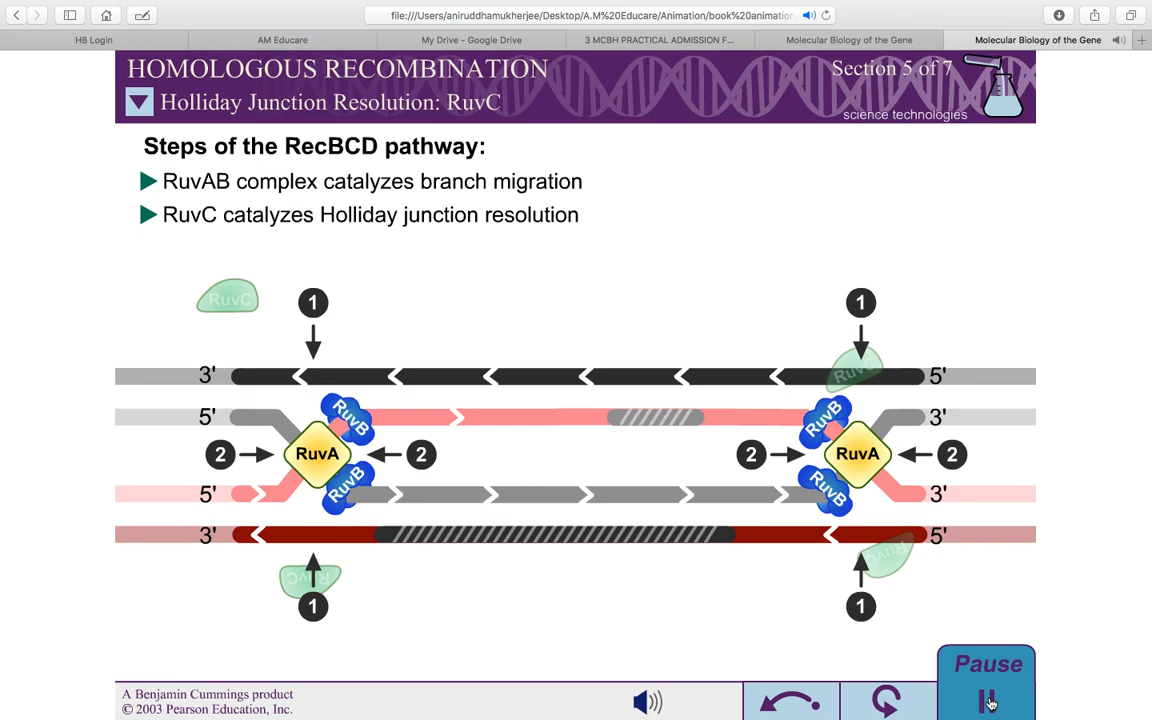 file:///Users/aniruddhamukherjee/Desktop/A.M%20Educare/Animation/book%20animation
H8 Login
AM Educare
My Drive - Google Drive
3 MCBH PRACTICAL ADMISSION F...
Molecular Biology of the Gene
Molecular Biology of the Gene
HOMOLOGOUS RECOMBINATION
Section 5 of 7
Holliday Junction Resolution: RuvC
science technologies
Steps of the RecBCD pathway:
RuvAB complex catalyzes branch migration
RuvC catalyzes Holliday junction resolution
RuvC
1
1
RuvC
3'
5'
5'
RuvB
RuvB
3'
2
RuvA
2
2
RuvA
2
5'
RuvB
RuvB
3'
3'
5'
RuvC
RuvC
1
1
Pause
A Benjamin Cummings product
© 2003 Pearson Education, Inc.